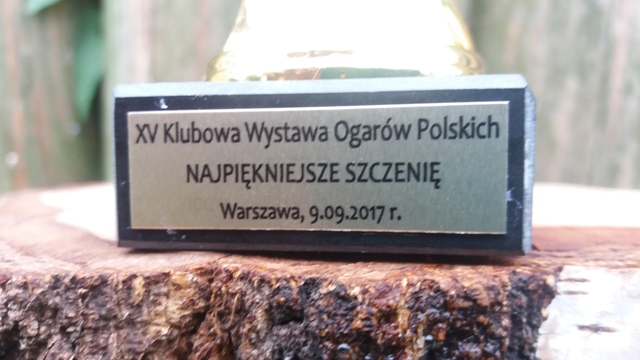 XV Klubowa Wystawa Ogarów Polskich
NAJPIĘKNIEJSZE SZCZENIĘ
Warszawa, 9.09.2017 r.